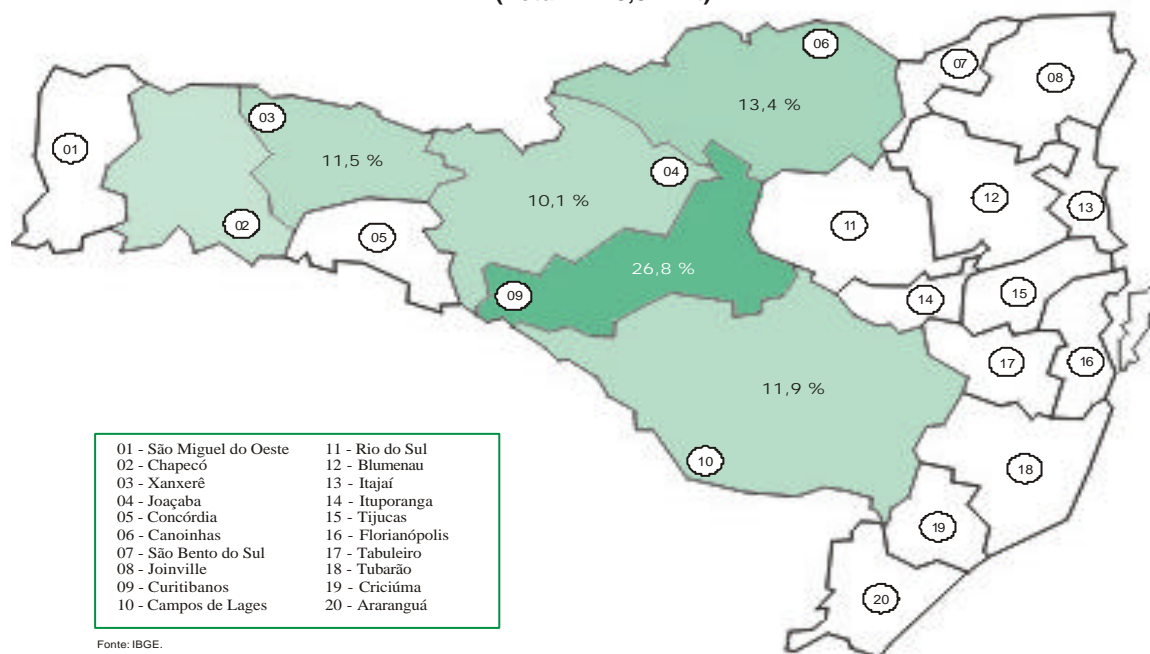 06
07
08
13,4 %
03
01
11,5 %
04
10,1 %
12
13
02
05
11
26,8 %
09
14
15
17
16
11,9 %
10
18
19
20
01 - São Miguel do Oeste
02 - Chapecó
03 - Xanxerê
04 - Joaçaba
05 - Concórdia
06 - Canoinhas
07 - São Bento do Sul
08 - Joinville
09 - Curitibanos
10 - Campos de Lages
11 - Rio do Sul
12 - Blumenau
13 - Itajaí
14 - Ituporanga
15 - Tijucas
16 - Florianópolis
17 - Tabuleiro
18 - Tubarão
19 - Criciúma
20 - Araranguá
Fonte: IBGE.